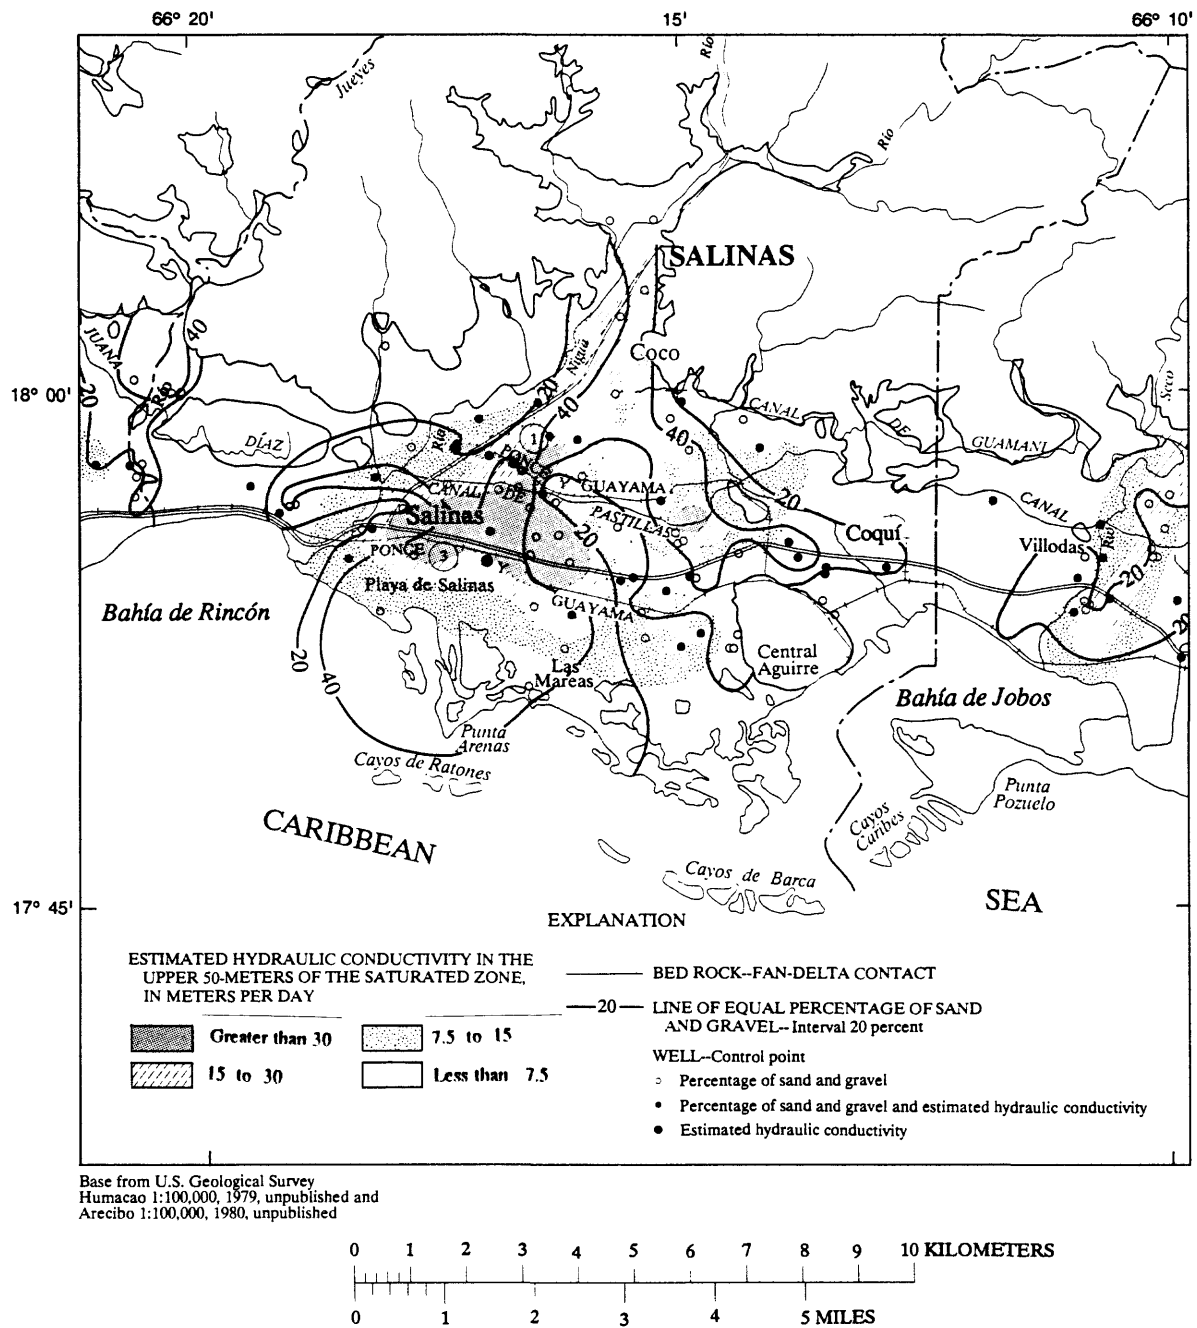 66° 20'
15'
66° 10'
Jueyes
Río
Río
SALINAS
JUANA
40
Coco
Nigua
Seco
18° 00'
20
Río
20
40
CANAL
DÍAZ
Río
1
40
DE
GUAMANI
PONCE
Y
GUAYAMA
CANAL
DE
20
CANAL
Salinas
PASTILLAS
20
Coquí
Villodas
Río
PONCE
3
Y
Playa de Salinas
20
GUAYAMA
Bahía de Rincón
20
20
Central
Aguirre
Las
Mareas
40
Bahía de Jobos
Punta
Arenas
Cayos de Ratones
Punta
Pozuelo
Cayos
Caribes
CARIBBEAN
Cayos de Barca
SEA
17° 45'
EXPLANATION
ESTIMATED HYDRAULIC CONDUCTIVITY IN THE
UPPER 50-METERS OF THE SATURATED ZONE,
IN METERS PER DAY
Greater than 30
7.5 to 15
15 to 30
Less than 7.5
BED ROCK--FAN-DELTA CONTACT
20
LINE OF EQUAL PERCENTAGE OF SAND
AND GRAVEL-- Interval 20 percent
WELL--Control point
Percentage of sand and gravel
Percentage of sand and gravel and estimated hydraulic conductivity
Estimated hydraulic conductivity
Base from U.S. Geological Survey
Humacao 1:100,000, 1979, unpublished and
Arecibo 1:100,000, 1980, unpublished
0 1 2 3 4 5 6 7 8 9 10 KILOMETERS
0 1 2 3 4 5 MILES